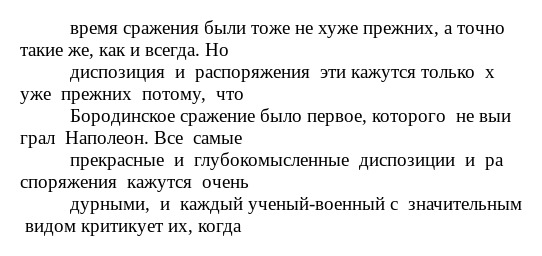 время сражения были тоже не хуже прежних, а точно
такие же, как и всегда. Но
диспозиция и распоряжения эти кажутся только х
уже прежних потому, что
Бородинское сражение было первое, которого не выи
грал Наполеон. Все самые
прекрасные и глубокомысленные диспозиции и ра
споряжения кажутся очень
дурными, и каждый ученый-военный с значительным
видом критикует их, когда